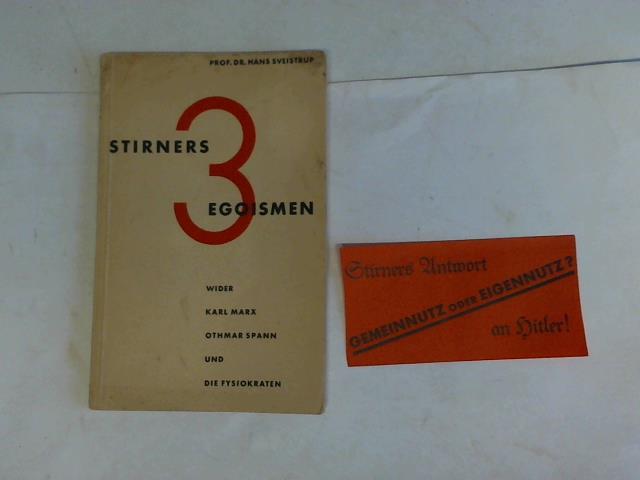 PROF. DR. HANS SVEISTRUP
STIRNERS
3
EGOISMEN
WIDER
KARL MARX
OTHMAR SPANN
UND
DIE FYSIOKRATEN
Stirners Antwort
GEMEINNUTZ ODER EIGENNUTZ?
an Hitler!